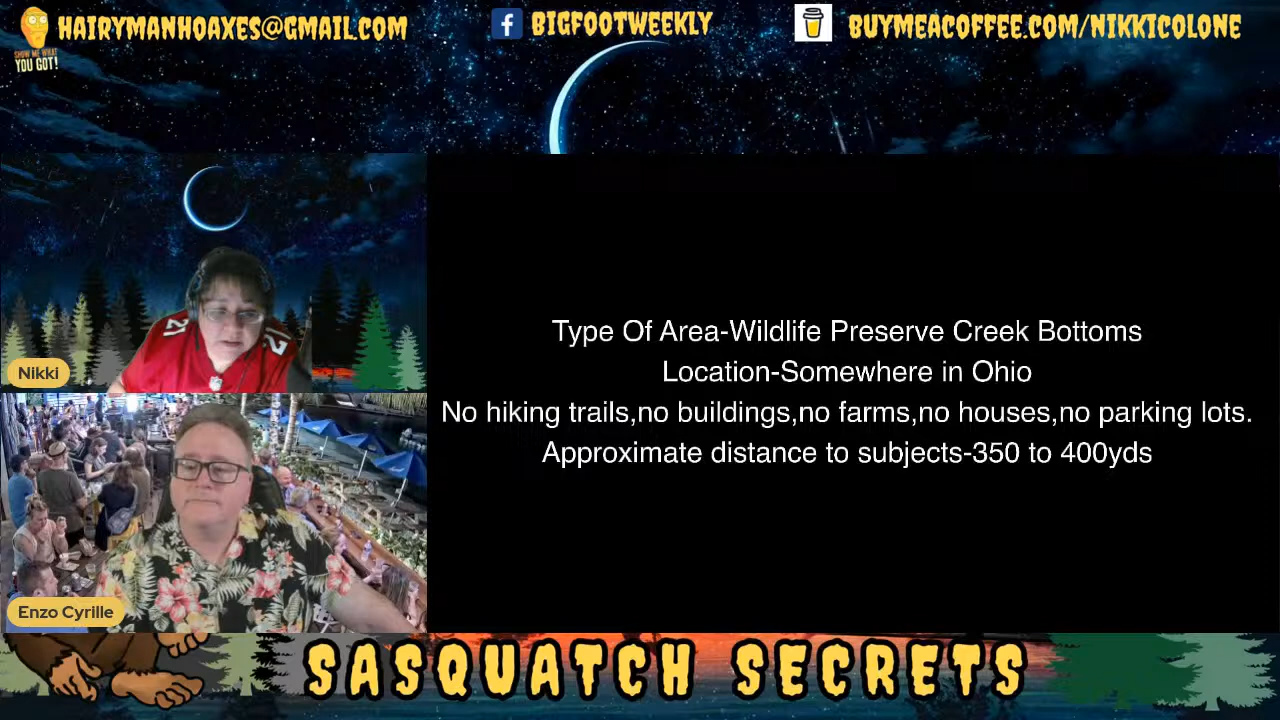 HAIRYMANHOAXES@GMAIL.COM
BIGFOOTWEEKLY
BUYMEACOFFEE.COM/NIKKICOLONE
SHOW ME WHAT
YOU GOT!
Type Of Area-Wildlife Preserve Creek Bottoms
Location-Somewhere in Ohio
No hiking trails,no buildings,no farms,no houses,no parking lots.
Approximate distance to subjects-350 to 400yds
Nikki
Enzo Cyrille
SASQUATCH SECRETS